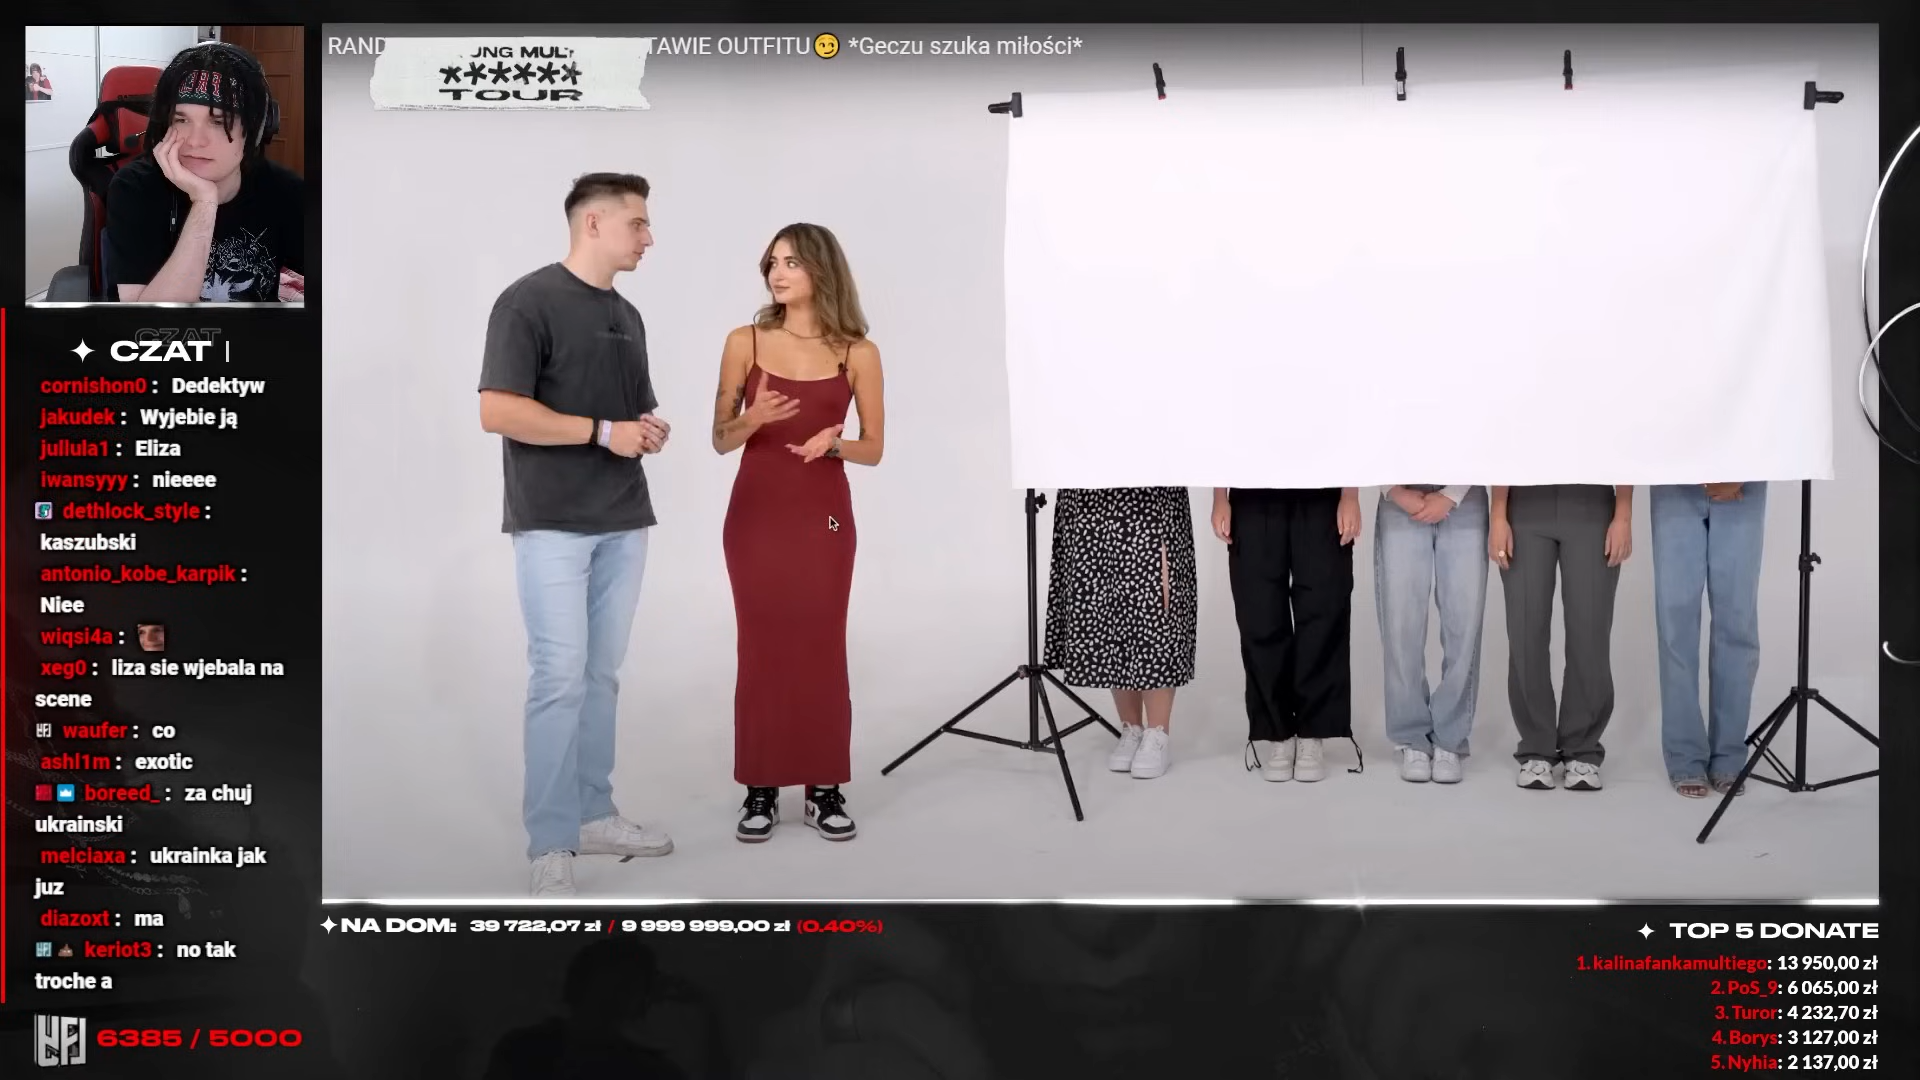 RAND
TAWIE OUTFITU😏 *Geczu szuka miłości*
UNG MULTI
******
TOUR
CZAT
CZAT |
cornishon0 : Dedektyw
jakudek : Wyjebie ją
jullula1 : Eliza
iwansyyy : nieeee
dethlock_style :
kaszubski
antonio_kobe_karpik :
Niee
wiqsi4a :
xeg0 : liza sie wjebala na
scene
waufer : co
ashl1m : exotic
boreed_ : za chuj
ukrainski
melciaxa : ukrainka jak
juz
diazoxt : ma
keriot3 : no tak
troche a
6385 / 5000
NA DOM: 39 722,07 zł / 9 999 999,00 zł (0.40%)
TOP 5 DONATE
1. kalinafankamultiego: 13 950,00 zł
2. PoS_9: 6 065,00 zł
3. Turor: 4 232,70 zł
4. Borys: 3 127,00 zł
5. Nyhia: 2 137,00 zł